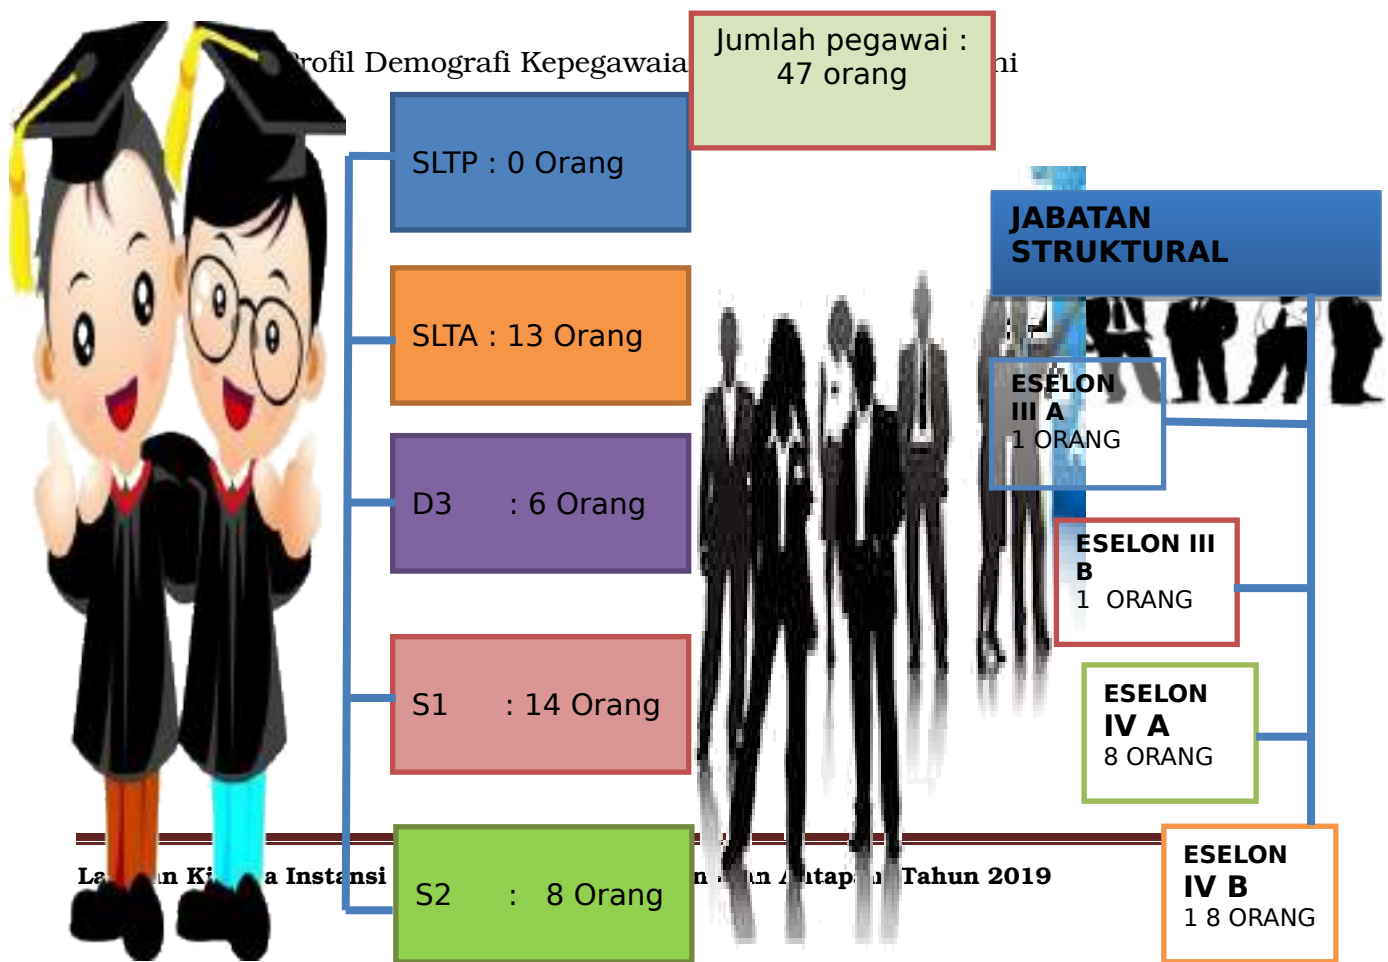 Jumlah pegawai :
47 orang
Profil Demografi Kepegawaia ni
SLTP : 0 Orang
SLTA : 13 Orang
D3 : 6 Orang
S1 : 14 Orang
S2 : 8 Orang
JABATAN
STRUKTURAL
ESELON
III A
1 ORANG
ESELON III
B
1 ORANG
ESELON
IV A
8 ORANG
ESELON
IV B
1 8 ORANG
Instansi Tahun 2019